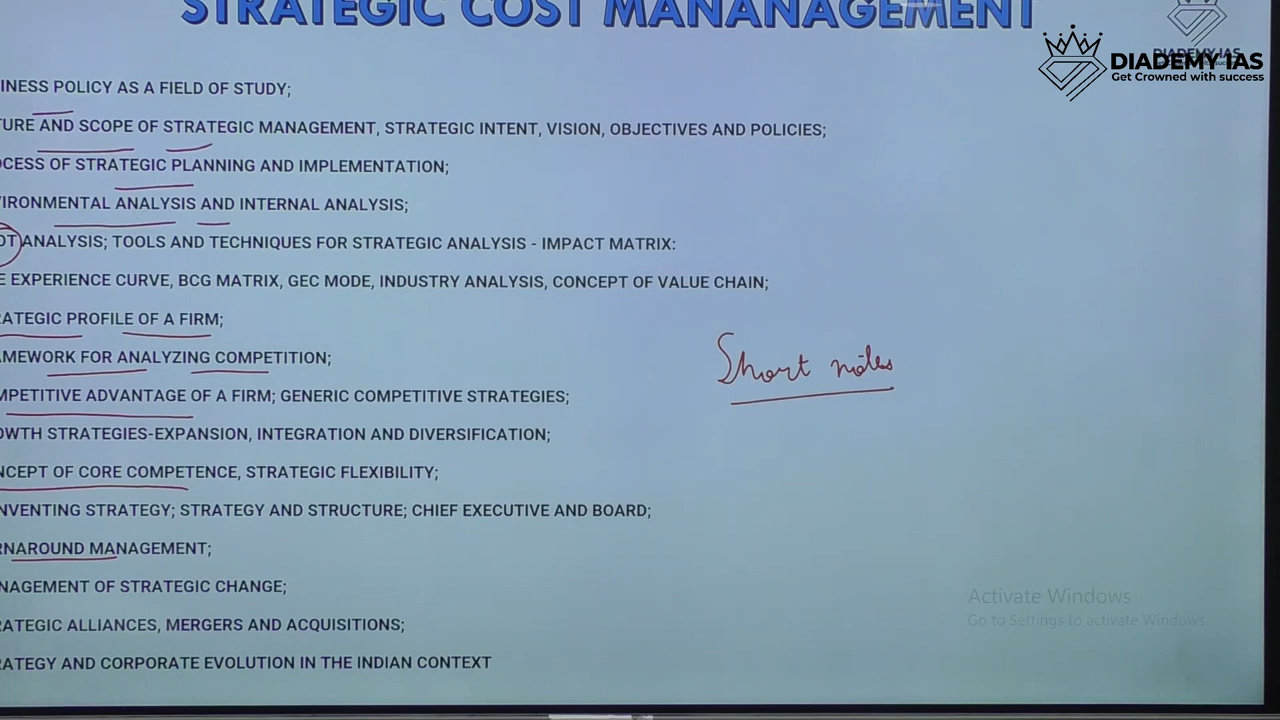 STRATEGIC COST MANANAGEMENT
DIADEMY IAS
Get Crowned with success
INESS POLICY AS A FIELD OF STUDY;
TURE AND SCOPE OF STRATEGIC MANAGEMENT, STRATEGIC INTENT, VISION, OBJECTIVES AND POLICIES;
OCESS OF STRATEGIC PLANNING AND IMPLEMENTATION;
VIRONMENTAL ANALYSIS AND INTERNAL ANALYSIS;
OT ANALYSIS; TOOLS AND TECHNIQUES FOR STRATEGIC ANALYSIS - IMPACT MATRIX:
E EXPERIENCE CURVE, BCG MATRIX, GEC MODE, INDUSTRY ANALYSIS, CONCEPT OF VALUE CHAIN;
RATEGIC PROFILE OF A FIRM;
AMEWORK FOR ANALYZING COMPETITION;
Short notes
MPETITIVE ADVANTAGE OF A FIRM; GENERIC COMPETITIVE STRATEGIES;
OWTH STRATEGIES-EXPANSION, INTEGRATION AND DIVERSIFICATION;
NCEPT OF CORE COMPETENCE, STRATEGIC FLEXIBILITY;
INVENTING STRATEGY; STRATEGY AND STRUCTURE; CHIEF EXECUTIVE AND BOARD;
RNAROUND MANAGEMENT;
NAGEMENT OF STRATEGIC CHANGE;
RATEGIC ALLIANCES, MERGERS AND ACQUISITIONS;
RATEGY AND CORPORATE EVOLUTION IN THE INDIAN CONTEXT
Activate Windows
Go to Settings to activate Windows.